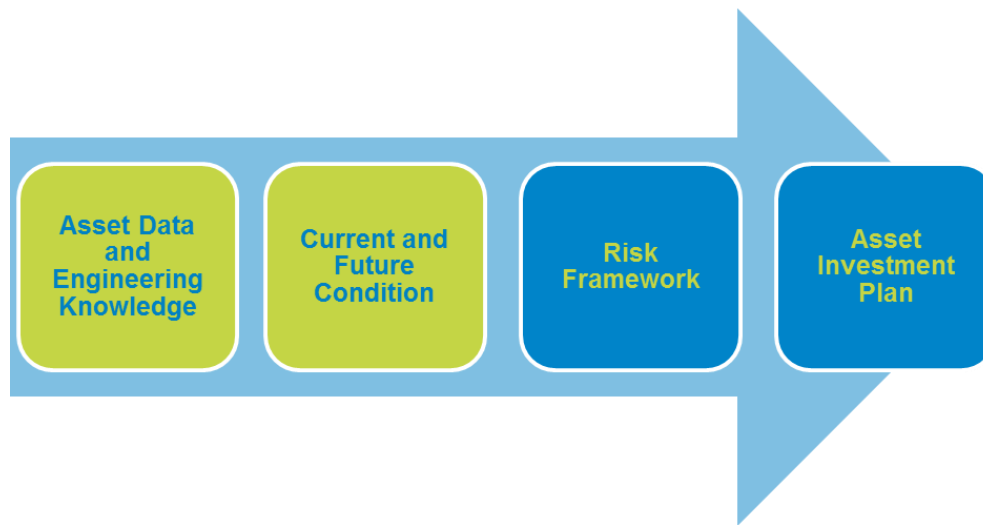 Asset Data
and
Engineering
Knowledge
Current and
Future
Condition
Risk
Framework
Asset
Investment
Plan